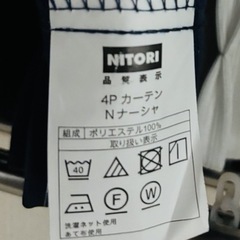 NITORI
品質表示
4P カーテン
N ナーシャ
組成 ポリエステル100%
取り扱い表示
40
F W
洗濯ネット使用
あて布使用